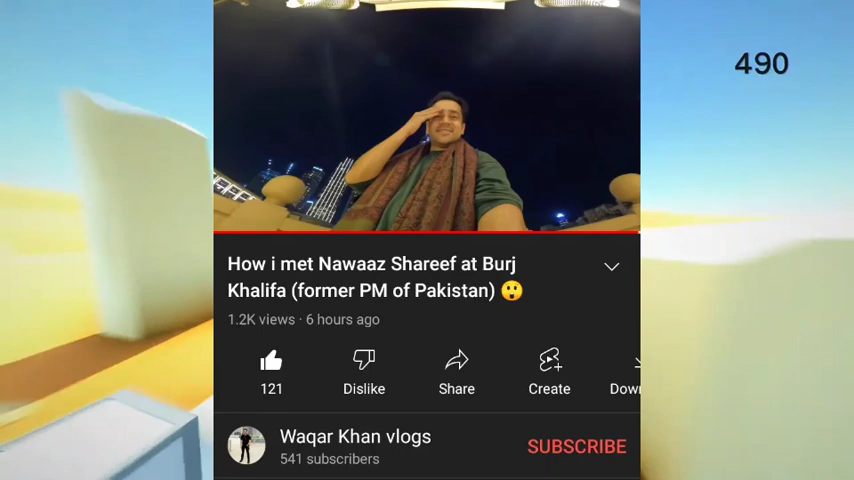 490
How i met Nawaaz Shareef at Burj
Khalifa (former PM of Pakistan) 😲
1.2K views · 6 hours ago
121
Dislike
Share
Create
Dow
Waqar Khan vlogs
541 subscribers
SUBSCRIBE